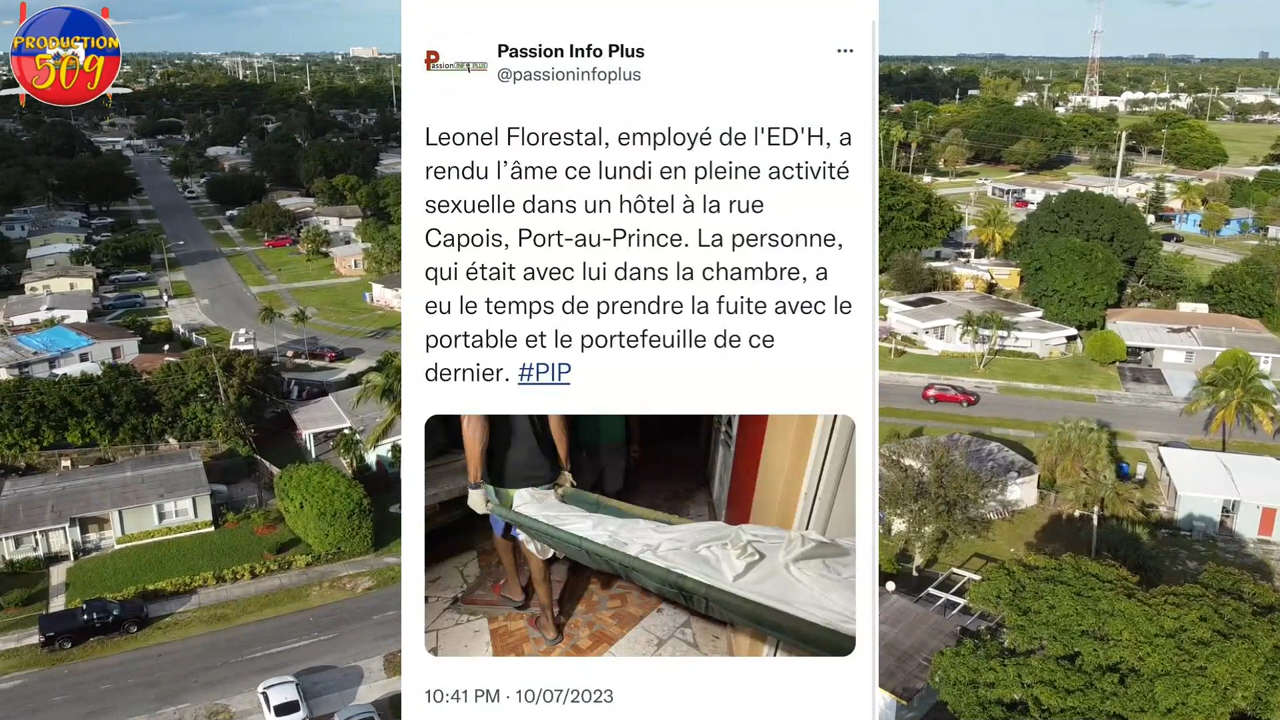 PRODUCTION
509
Passion Info Plus
@passioninfoplus
Passion INFO PLUS
Leonel Florestal, employé de l'ED'H, a
rendu l’âme ce lundi en pleine activité
sexuelle dans un hôtel à la rue
Capois, Port-au-Prince. La personne,
qui était avec lui dans la chambre, a
eu le temps de prendre la fuite avec le
portable et le portefeuille de ce
dernier. #PIP
10:41 PM · 10/07/2023